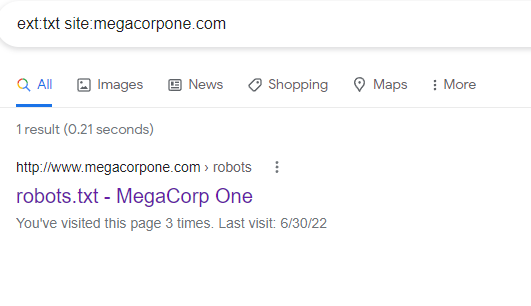 ext:txt site:megacorpone.com
All Images News Shopping Maps More
1 result (0.21 seconds)
http://www.megacorpone.com › robots
robots.txt - MegaCorp One
You've visited this page 3 times. Last visit: 6/30/22